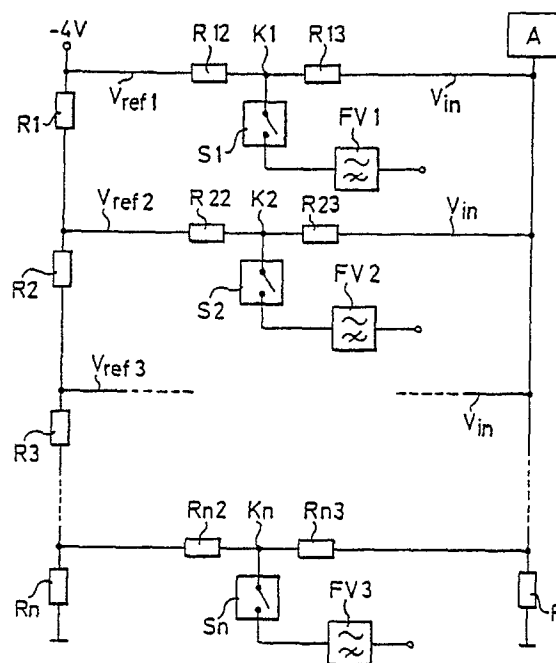 -4V
R12 K1 R13 A
Vref1 Vin
R1
S1 FV1
Vref2 R22 K2 R23 Vin
R2
S2 FV2
Vref3 Vin
R3
Rn2 Kn Rn3
Rn Sn FV3